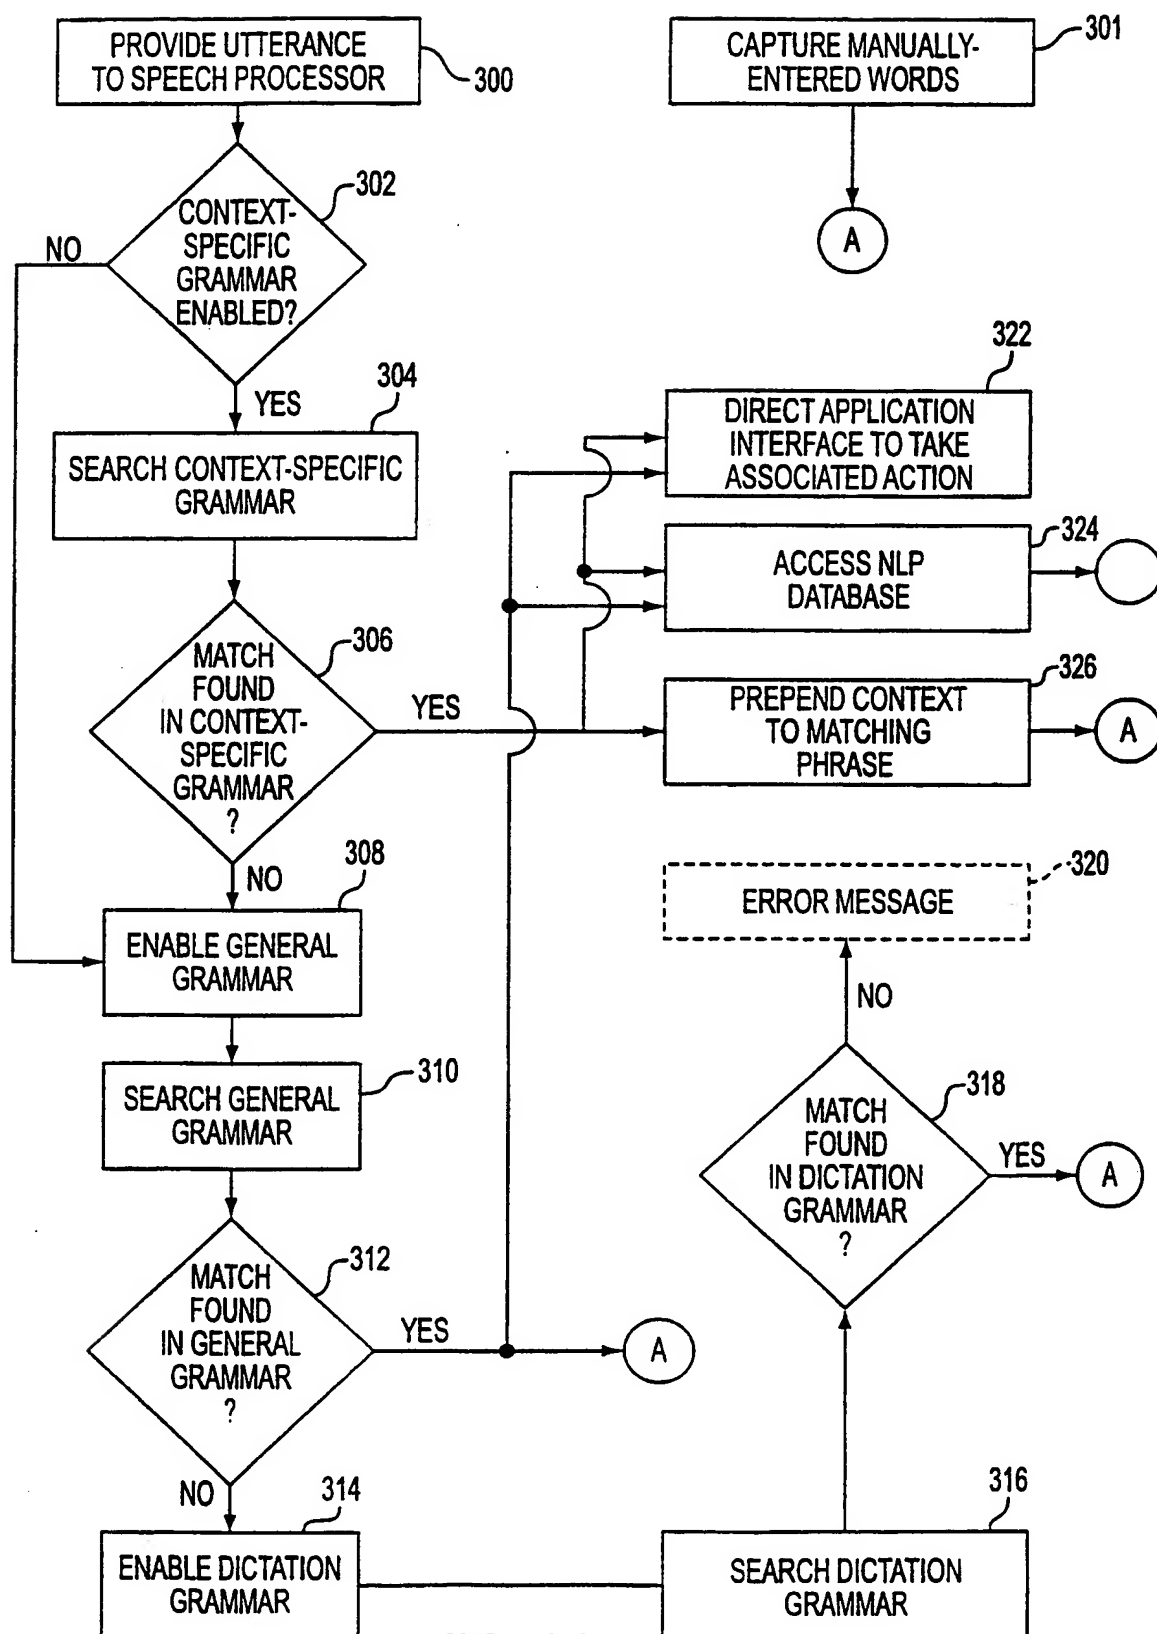 PROVIDE UTTERANCE
TO SPEECH PROCESSOR
300
CAPTURE MANUALLY-
ENTERED WORDS
301
A
302
CONTEXT-
SPECIFIC
GRAMMAR
ENABLED?
NO
YES
304
SEARCH CONTEXT-SPECIFIC
GRAMMAR
322
DIRECT APPLICATION
INTERFACE TO TAKE
ASSOCIATED ACTION
324
ACCESS NLP
DATABASE
306
MATCH
FOUND
IN CONTEXT-
SPECIFIC
GRAMMAR
?
YES
326
PREPEND CONTEXT
TO MATCHING
PHRASE
A
NO
308
ENABLE GENERAL
GRAMMAR
320
ERROR MESSAGE
NO
310
SEARCH GENERAL
GRAMMAR
318
MATCH
FOUND
IN DICTATION
GRAMMAR
?
YES
A
312
MATCH
FOUND
IN GENERAL
GRAMMAR
?
YES
A
NO
314
ENABLE DICTATION
GRAMMAR
316
SEARCH DICTATION
GRAMMAR